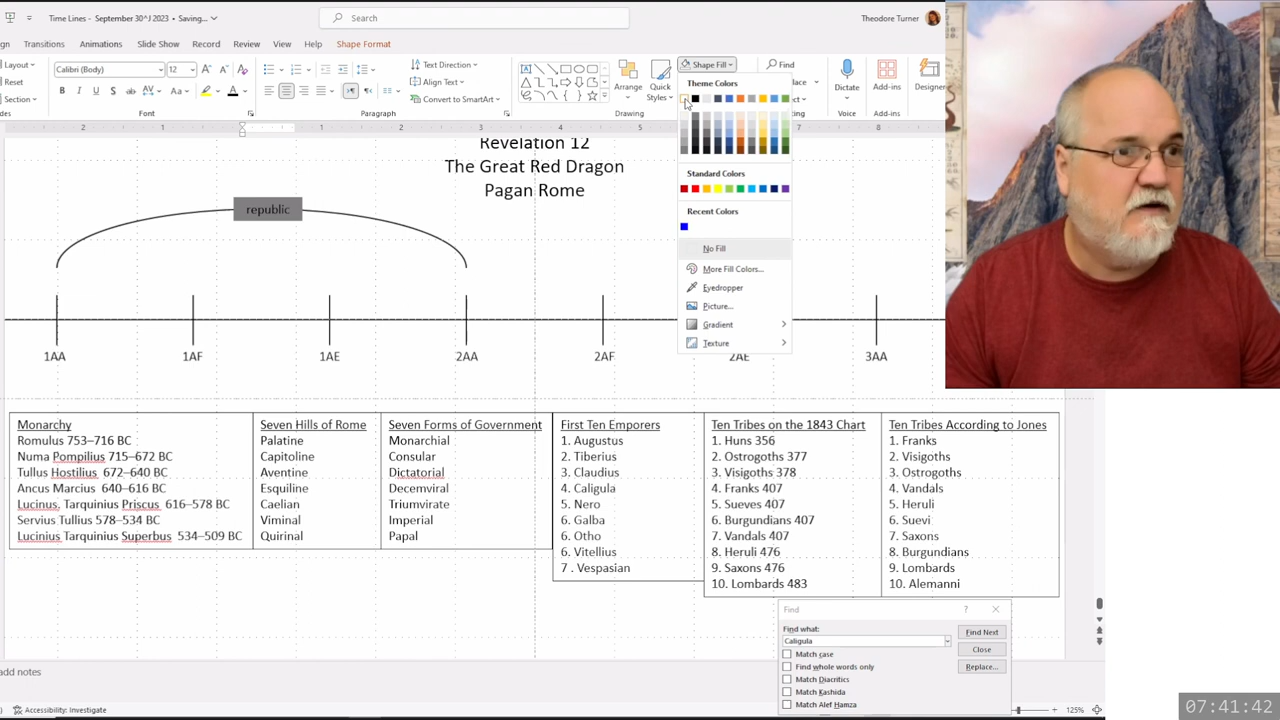 Time Lines - September 30^J 2023 • Saving...
Search
Theodore Turner
Transitions
Animations
Slide Show
Record
Review
View
Help
Shape Format
Layout
Reset
Section
Calibri (Body)
12
Text Direction
Align Text
Convert to SmartArt
Arrange
Quick Styles
Shape Fill
Find
Dictate
Add-ins
Designer
Font
Paragraph
Drawing
Voice
Add-ins
Theme Colors
Standard Colors
Recent Colors
No Fill
More Fill Colors...
Eyedropper
Picture...
Gradient
Texture
2 1 1 2 3 4 5 7 8
Revelation 12
The Great Red Dragon
Pagan Rome
republic
1AA
1AF
1AE
2AA
2AF
2AE
3AA
Monarchy
Romulus 753–716 BC
Numa Pompilius 715–672 BC
Tullus Hostilius 672–640 BC
Ancus Marcius 640–616 BC
Lucinus, Tarquinius Priscus 616–578 BC
Servius Tullius 578–534 BC
Lucinius Tarquinius Superbus 534–509 BC
Seven Hills of Rome
Palatine
Capitoline
Aventine
Esquiline
Caelian
Viminal
Quirinal
Seven Forms of Government
Monarchial
Consular
Dictatorial
Decemviral
Triumvirate
Imperial
Papal
First Ten Emporers
1. Augustus
2. Tiberius
3. Claudius
4. Caligula
5. Nero
6. Galba
6. Otho
6. Vitellius
7 . Vespasian
Ten Tribes on the 1843 Chart
1. Huns 356
2. Ostrogoths 377
3. Visigoths 378
4. Franks 407
5. Sueves 407
6. Burgundians 407
7. Vandals 407
8. Heruli 476
9. Saxons 476
10. Lombards 483
Ten Tribes According to Jones
1. Franks
2. Visigoths
3. Ostrogoths
4. Vandals
5. Heruli
6. Suevi
7. Saxons
8. Burgundians
9. Lombards
10. Alemanni
Find
Find what:
Caligula
Match case
Find whole words only
Match Diacritics
Match Kashida
Match Alef Hamza
Find Next
Close
Replace...
add notes
Accessibility: Investigate
125%
07:41:42